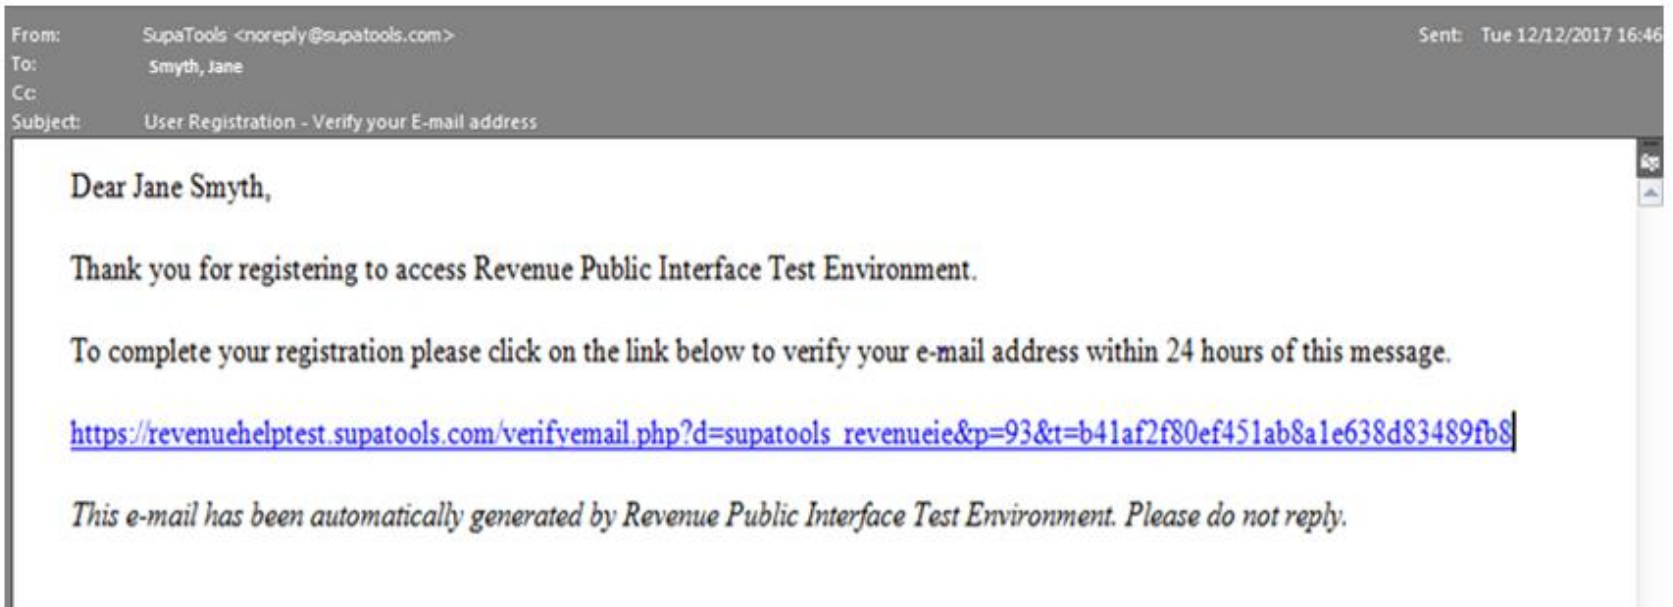 From: SupaTools <noreply@supatools.com> Sent: Tue 12/12/2017 16:46
To: Smyth, Jane
Cc:
Subject: User Registration - Verify your E-mail address
Dear Jane Smyth,
Thank you for registering to access Revenue Public Interface Test Environment.
To complete your registration please click on the link below to verify your e-mail address within 24 hours of this message.
https://revenuehelptest.supatools.com/verifyemail.php?d=supatools_revenueie&p=93&t=b41af2f80ef451ab8a1e638d83489fb8
This e-mail has been automatically generated by Revenue Public Interface Test Environment. Please do not reply.